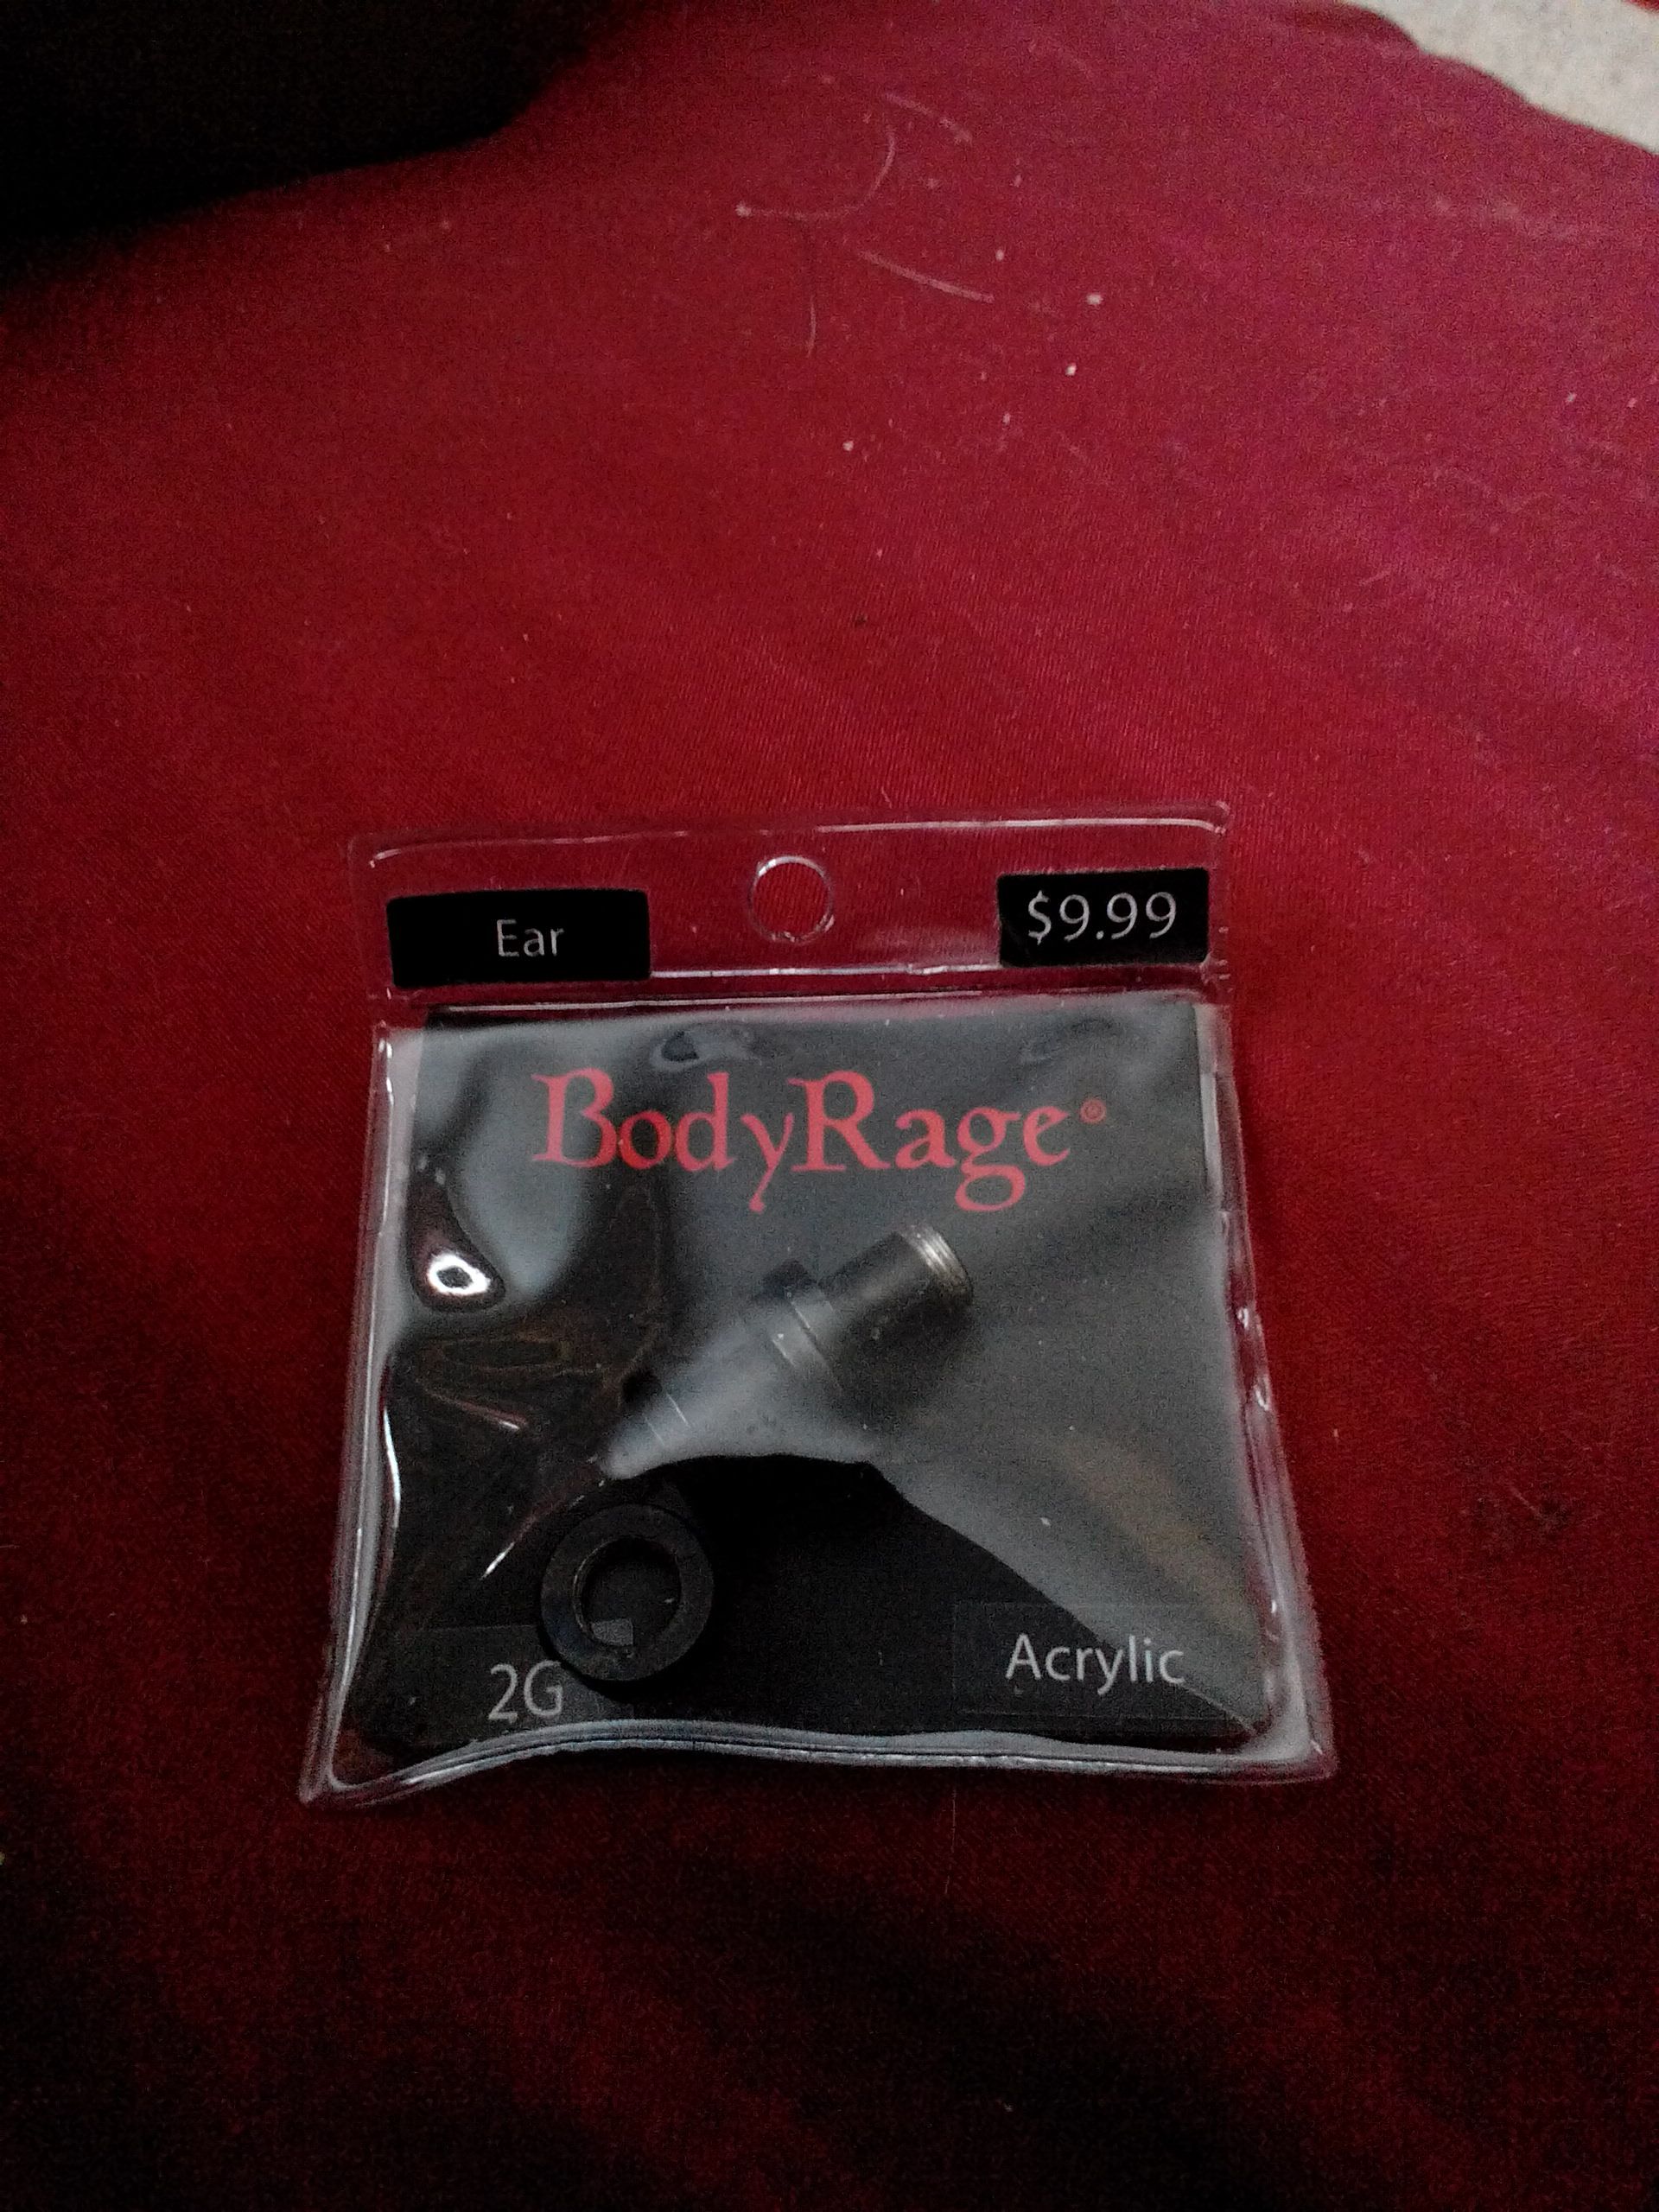 Ear
$9.99
BodyRage®
2G
Acrylic